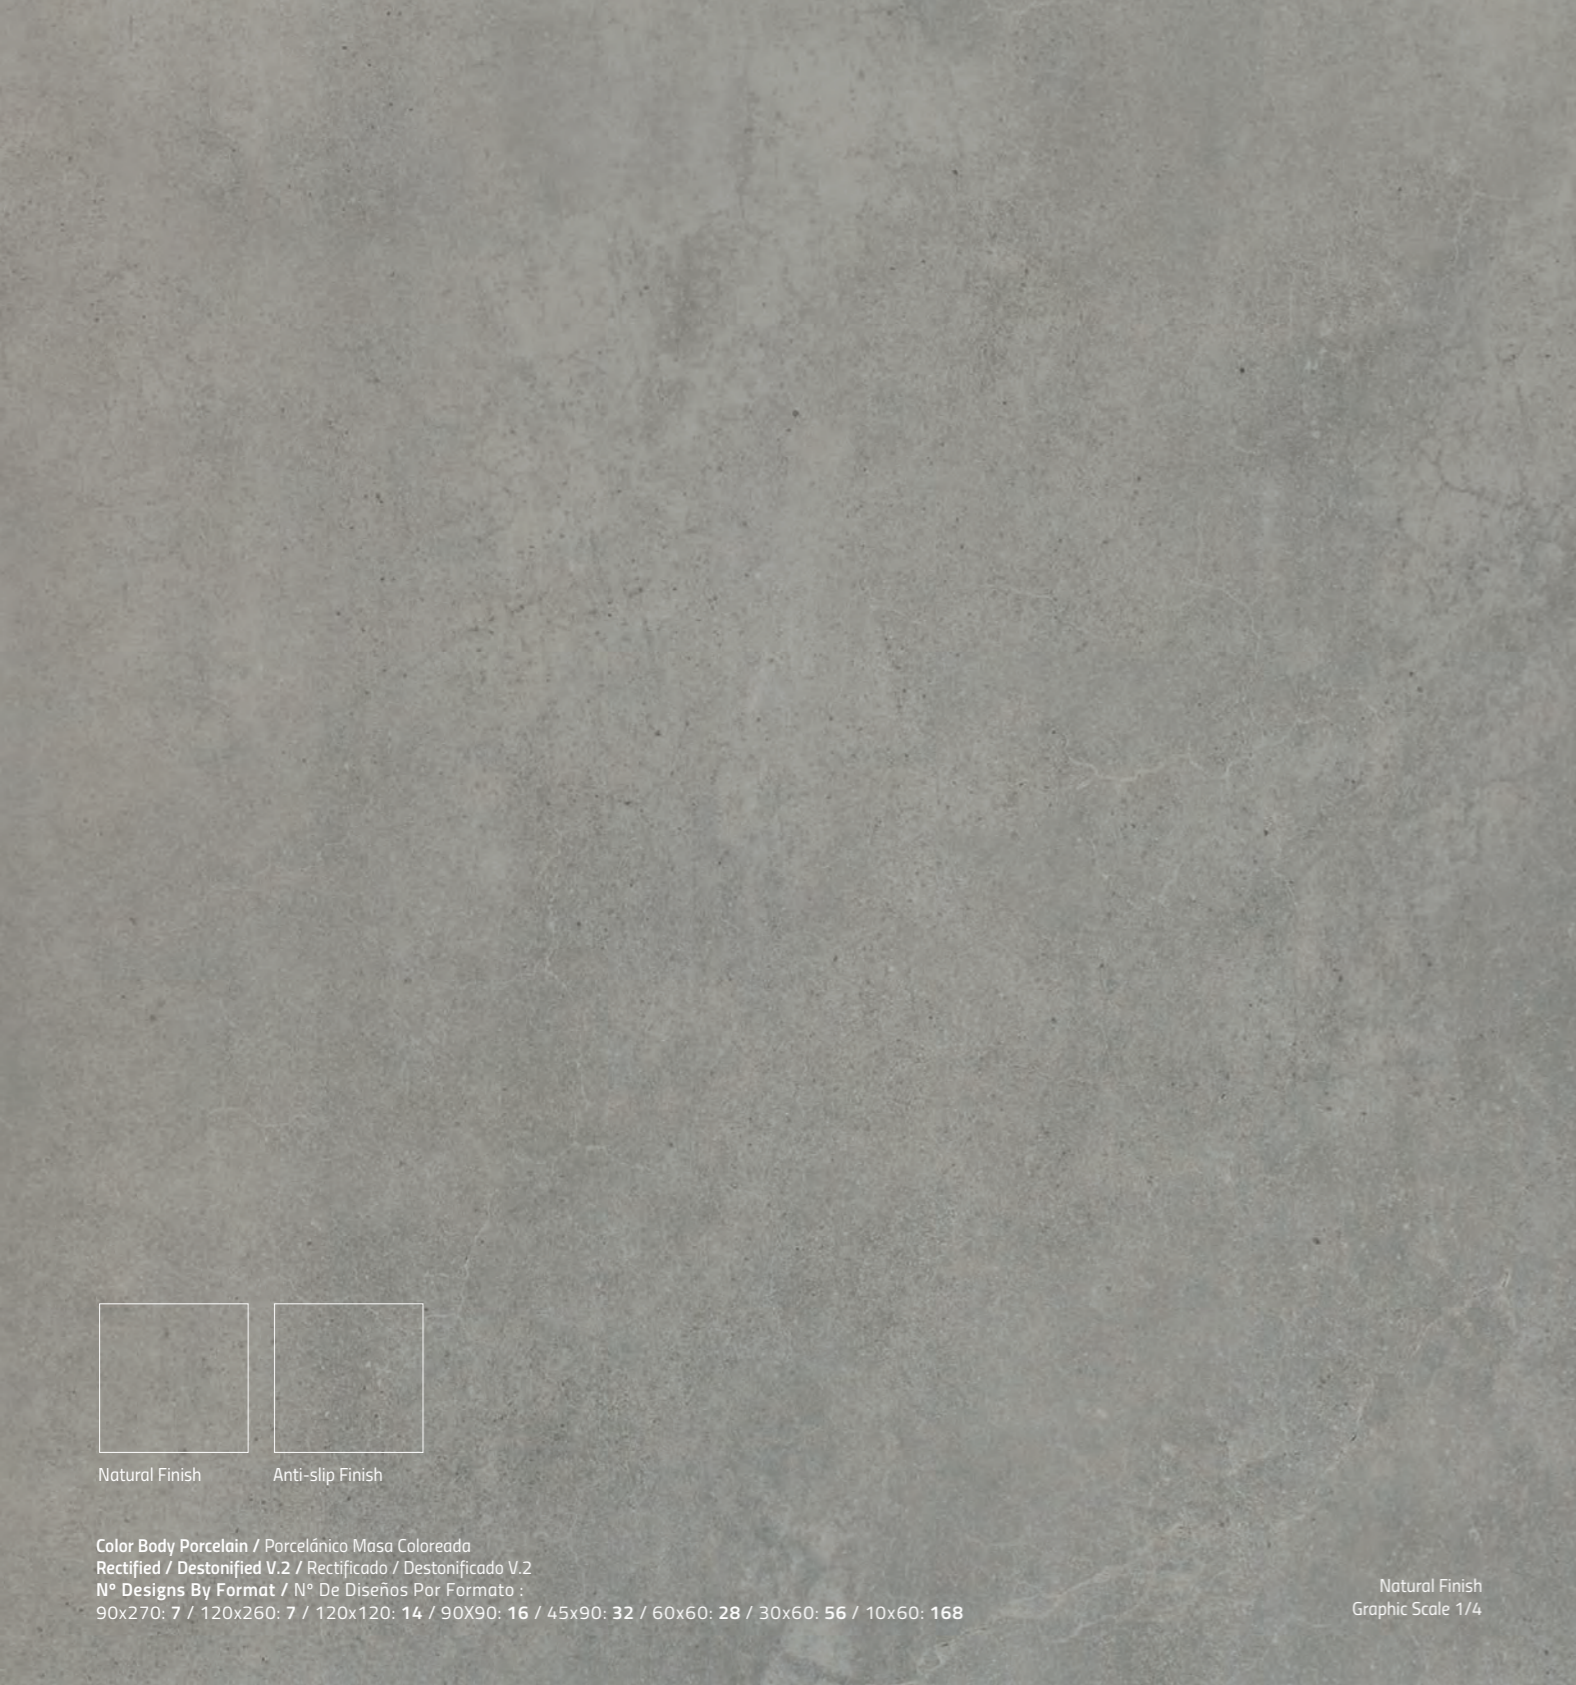 Natural Finish
Anti-slip Finish
Color Body Porcelain / Porcelánico Masa Coloreada
Rectified / Destonified V.2 / Rectificado / Destonificado V.2
Nº Designs By Format / Nº De Diseños Por Formato :
90x270: 7 / 120x260: 7 / 120x120: 14 / 90X90: 16 / 45x90: 32 / 60x60: 28 / 30x60: 56 / 10x60: 168
Natural Finish
Graphic Scale 1/4